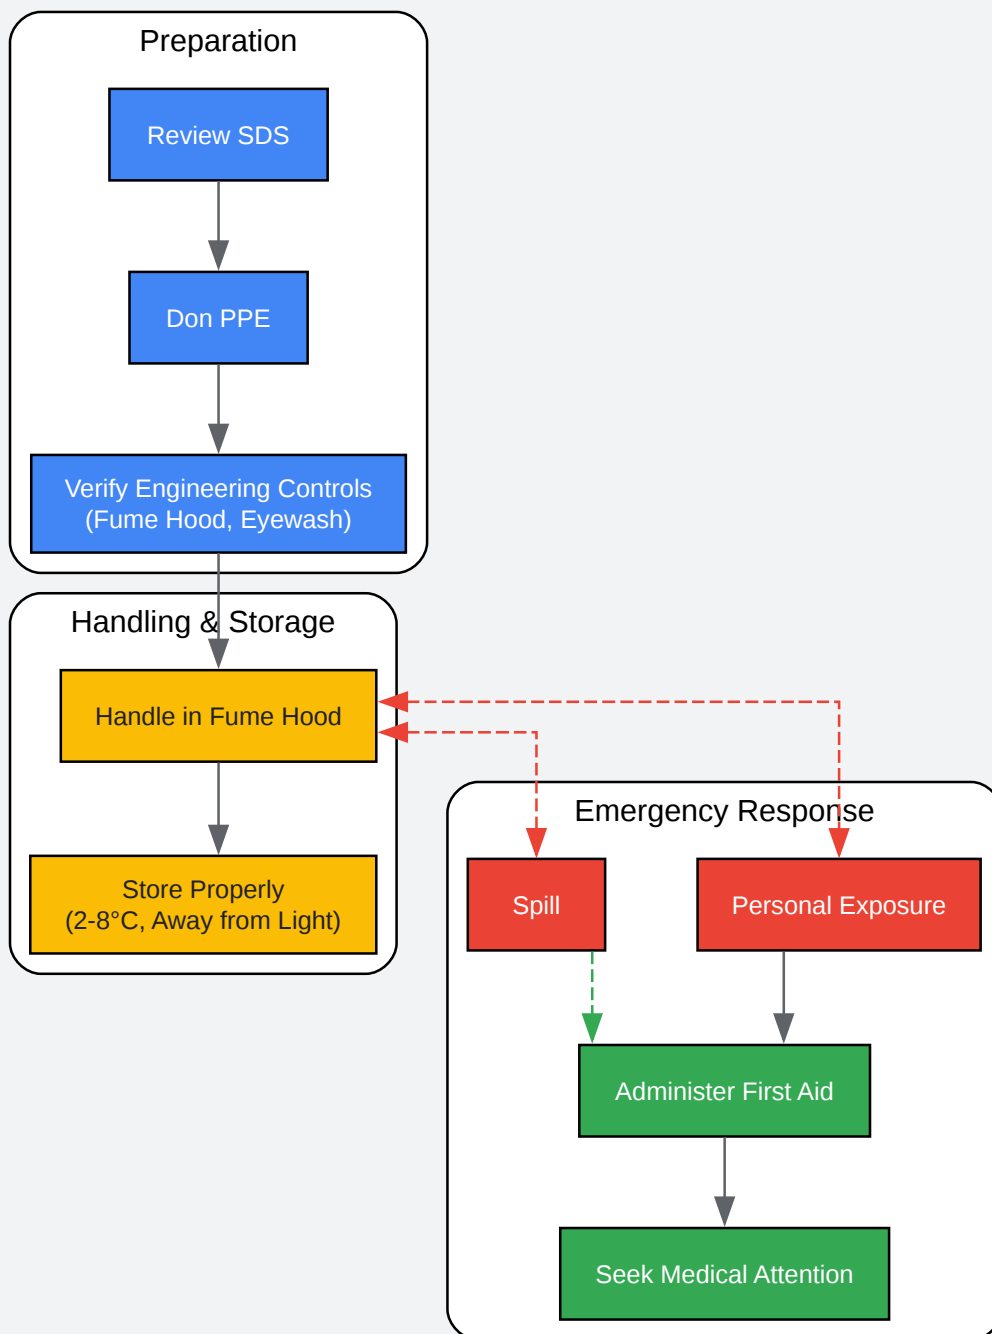 Preparation
Review SDS
Don PPE
Verify Engineering Controls
(Fume Hood, Eyewash)
Handling & Storage
Handle in Fume Hood
Store Properly
(2-8°C, Away from Light)
Emergency Response
Spill
Personal Exposure
Administer First Aid
Seek Medical Attention